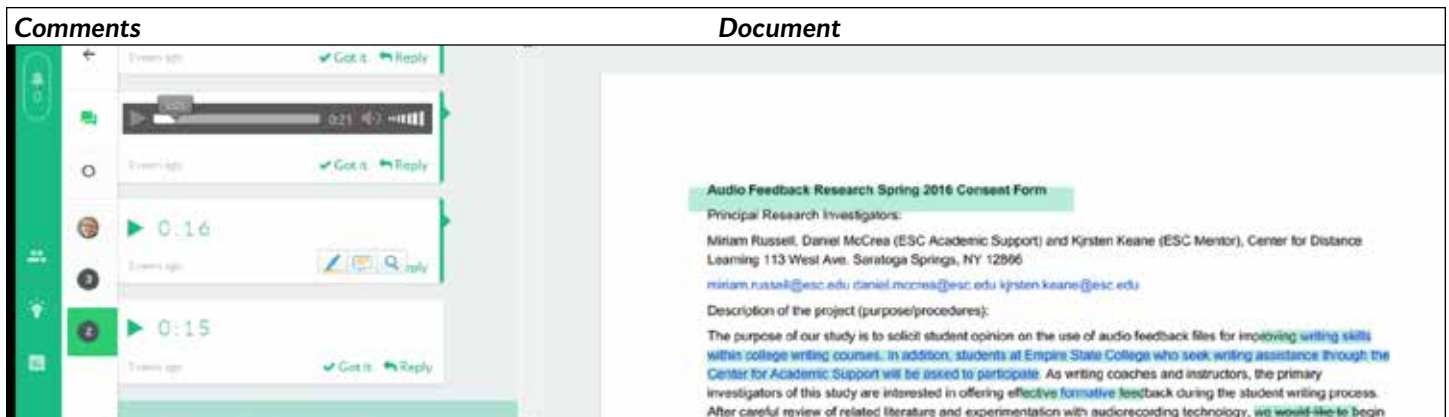 Comments
Document
Got it Reply
0:21
Got it Reply
0:16
0:15
Got it Reply
Audio Feedback Research Spring 2016 Consent Form
Principal Research Investigators:
Miriam Russell, Daniel McCrea (ESC Academic Support) and Kjrsten Keane (ESC Mentor), Center for Distance
Learning 113 West Ave. Saratoga Springs, NY 12866
miriam.russell@esc.edu daniel.mccrea@esc.edu kjrsten.keane@esc.edu
Description of the project (purpose/procedures):
The purpose of our study is to solicit student opinion on the use of audio feedback files for improving writing skills
within college writing courses. In addition, students at Empire State College who seek writing assistance through the
Center for Academic Support will be asked to participate. As writing coaches and instructors, the primary
investigators of this study are interested in offering effective formative feedback during the student writing process.
After careful review of related literature and experimentation with audiorecording technology, we would like to begin